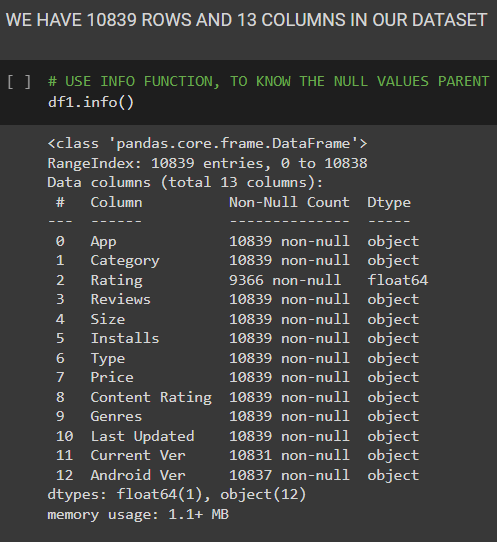 WE HAVE 10839 ROWS AND 13 COLUMNS IN OUR DATASET
[ ] # USE INFO FUNCTION, TO KNOW THE NULL VALUES PARENT
df1.info()
<class 'pandas.core.frame.DataFrame'>
RangeIndex: 10839 entries, 0 to 10838
Data columns (total 13 columns):
 #   Column          Non-Null Count  Dtype
---  ------          --------------  -----
 0   App             10839 non-null  object
 1   Category        10839 non-null  object
 2   Rating          9366 non-null   float64
 3   Reviews         10839 non-null  object
 4   Size            10839 non-null  object
 5   Installs        10839 non-null  object
 6   Type            10839 non-null  object
 7   Price           10839 non-null  object
 8   Content Rating  10839 non-null  object
 9   Genres          10839 non-null  object
 10  Last Updated    10839 non-null  object
 11  Current Ver     10831 non-null  object
 12  Android Ver     10837 non-null  object
dtypes: float64(1), object(12)
memory usage: 1.1+ MB